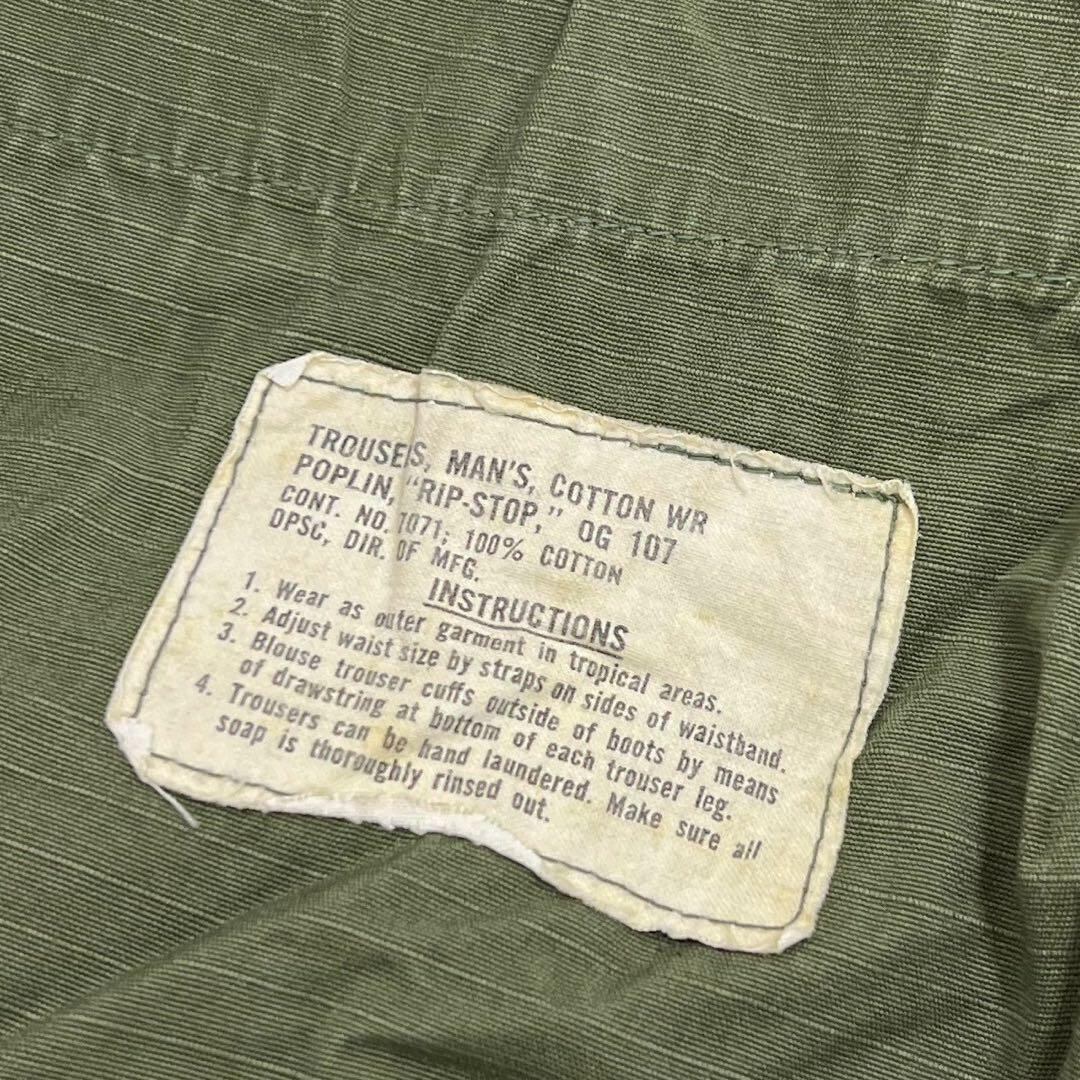 TROUSERS, MAN'S, COTTON WR
POPLIN, "RIP-STOP," OG 107
CONT. NO. 1071; 100% COTTON
DPSC, DIR. OF MFG.
INSTRUCTIONS
1. Wear as outer garment in tropical areas.
2. Adjust waist size by straps on sides of waistband.
3. Blouse trouser cuffs outside of boots by means
of drawstring at bottom of each trouser leg.
4. Trousers can be hand laundered. Make sure all
soap is thoroughly rinsed out.